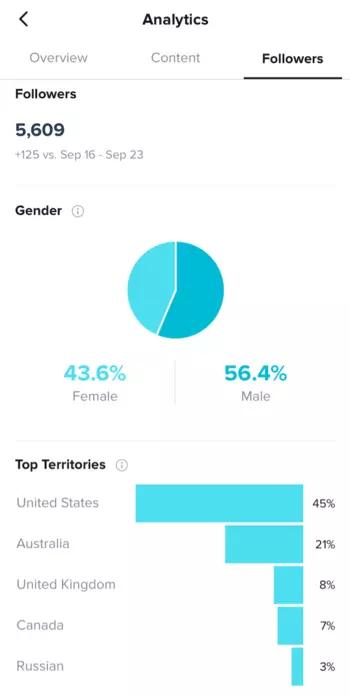 Analytics
Overview Content Followers
Followers
5,609
+125 vs. Sep 16 - Sep 23
Gender
43.6% 56.4%
Female Male
Top Territories
United States 45%
Australia 21%
United Kingdom 8%
Canada 7%
Russian 3%